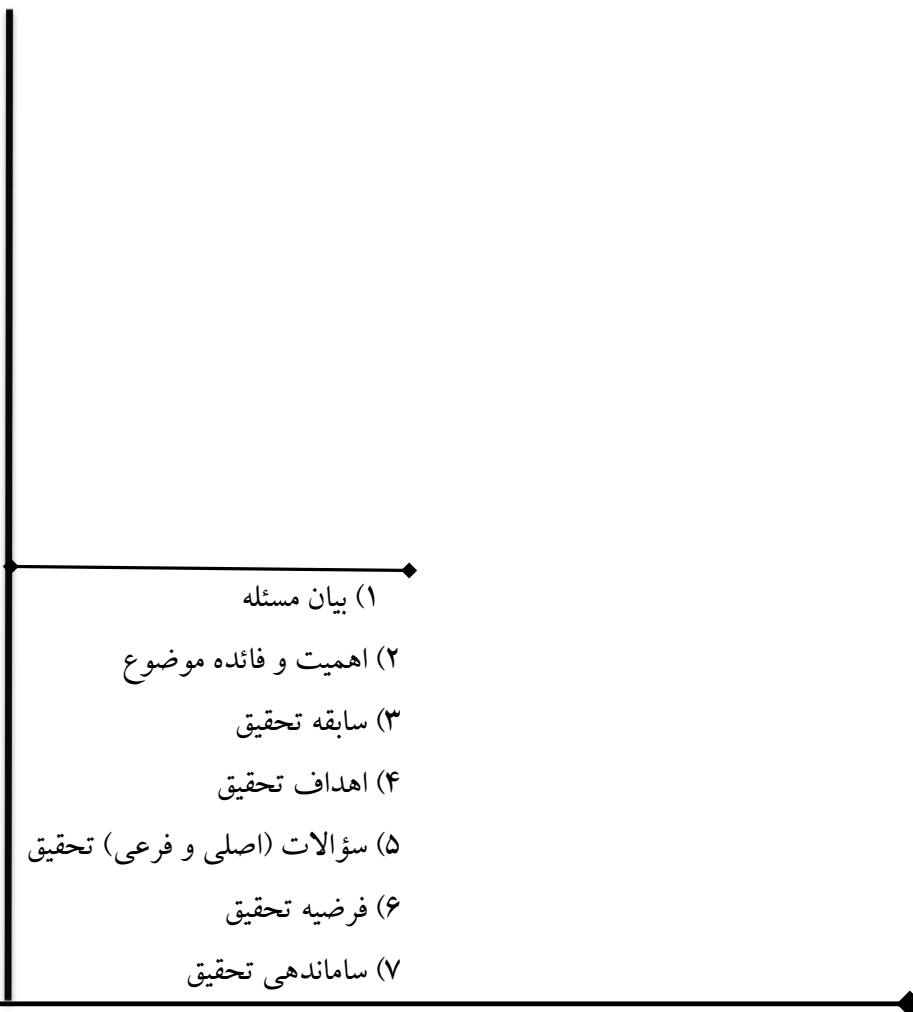 ۱) بیان مسئله
۲) اهمیت و فائده موضوع
۳) سابقه تحقیق
۴) اهداف تحقیق
۵) سؤالات (اصلی و فرعی) تحقیق
۶) فرضیه تحقیق
۷) ساماندهی تحقیق